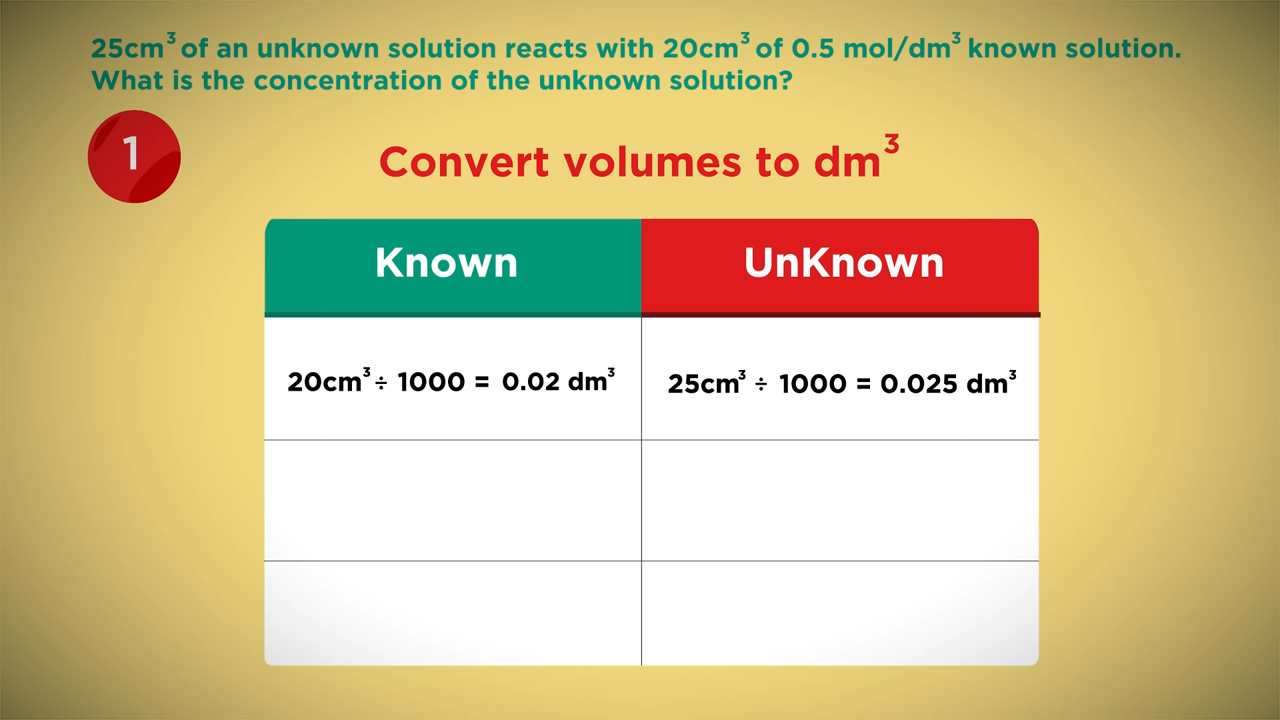 25cm³ of an unknown solution reacts with 20cm³ of 0.5 mol/dm³ known solution.
What is the concentration of the unknown solution?
1
Convert volumes to dm³
Known
UnKnown
20cm³ ÷ 1000 = 0.02 dm³
25cm³ ÷ 1000 = 0.025 dm³